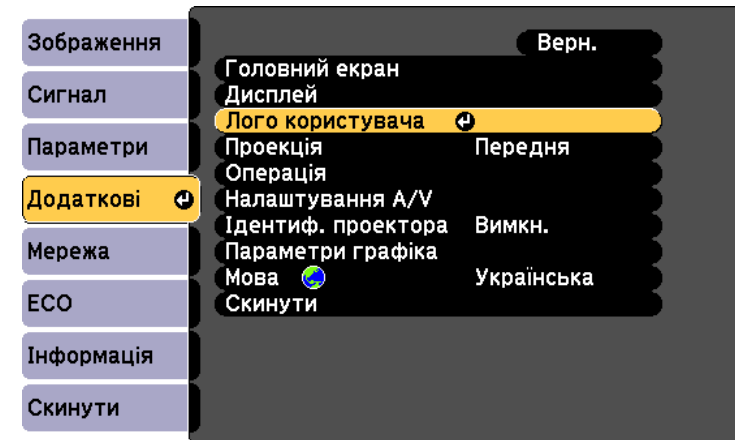 Зображення
Сигнал
Параметри
Додаткові
Мережа
ECO
Інформація
Скинути
Верн.
Головний екран
Дисплей
Лого користувача
Проекція Передня
Операція
Налаштування A/V
Ідентиф. проектора Вимкн.
Параметри графіка
Мова Українська
Скинути